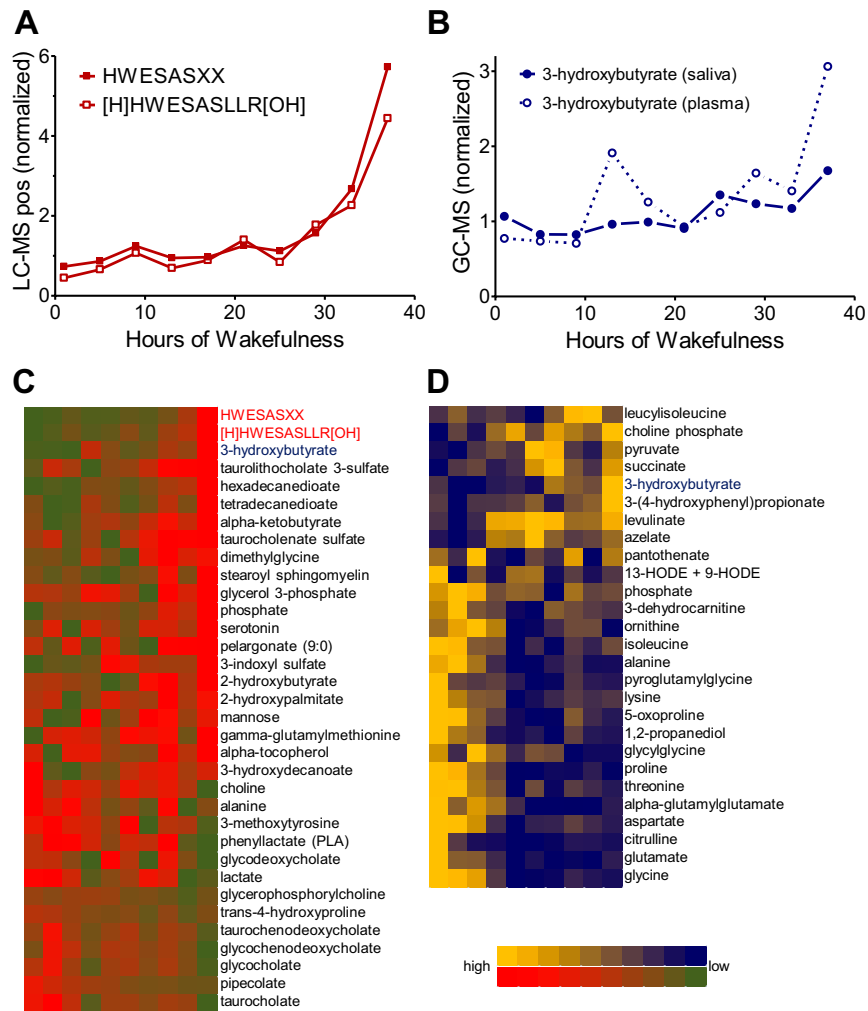 A
B
6
4
2
0
LC-MS pos (normalized)
HWESASXX
[H]HWESASLLR[OH]
0
10
20
30
40
Hours of Wakefulness
3
2
1
0
GC-MS (normalized)
3-hydroxybutyrate (saliva)
3-hydroxybutyrate (plasma)
0
10
20
30
40
Hours of Wakefulness
C
HWESASXX
[H]HWESASLLR[OH]
3-hydroxybutyrate
taurolithocholate 3-sulfate
hexadecanedioate
tetradecanedioate
alpha-ketobutyrate
taurocholenate sulfate
dimethylglycine
stearoyl sphingomyelin
glycerol 3-phosphate
phosphate
serotonin
pelargonate (9:0)
3-indoxyl sulfate
2-hydroxybutyrate
2-hydroxypalmitate
mannose
gamma-glutamylmethionine
alpha-tocopherol
3-hydroxydecanoate
choline
alanine
3-methoxytyrosine
phenyllactate (PLA)
glycodeoxycholate
lactate
glycerophosphorylcholine
trans-4-hydroxyproline
taurochenodeoxycholate
glycochenodeoxycholate
glycocholate
pipecolate
taurocholate
D
leucylisoleucine
choline phosphate
pyruvate
succinate
3-hydroxybutyrate
3-(4-hydroxyphenyl)propionate
levulinate
azelate
pantothenate
13-HODE + 9-HODE
phosphate
3-dehydrocarnitine
ornithine
isoleucine
alanine
pyroglutamylglycine
lysine
5-oxoproline
1,2-propanediol
glycylglycine
proline
threonine
alpha-glutamylglutamate
aspartate
citrulline
glutamate
glycine
high
low